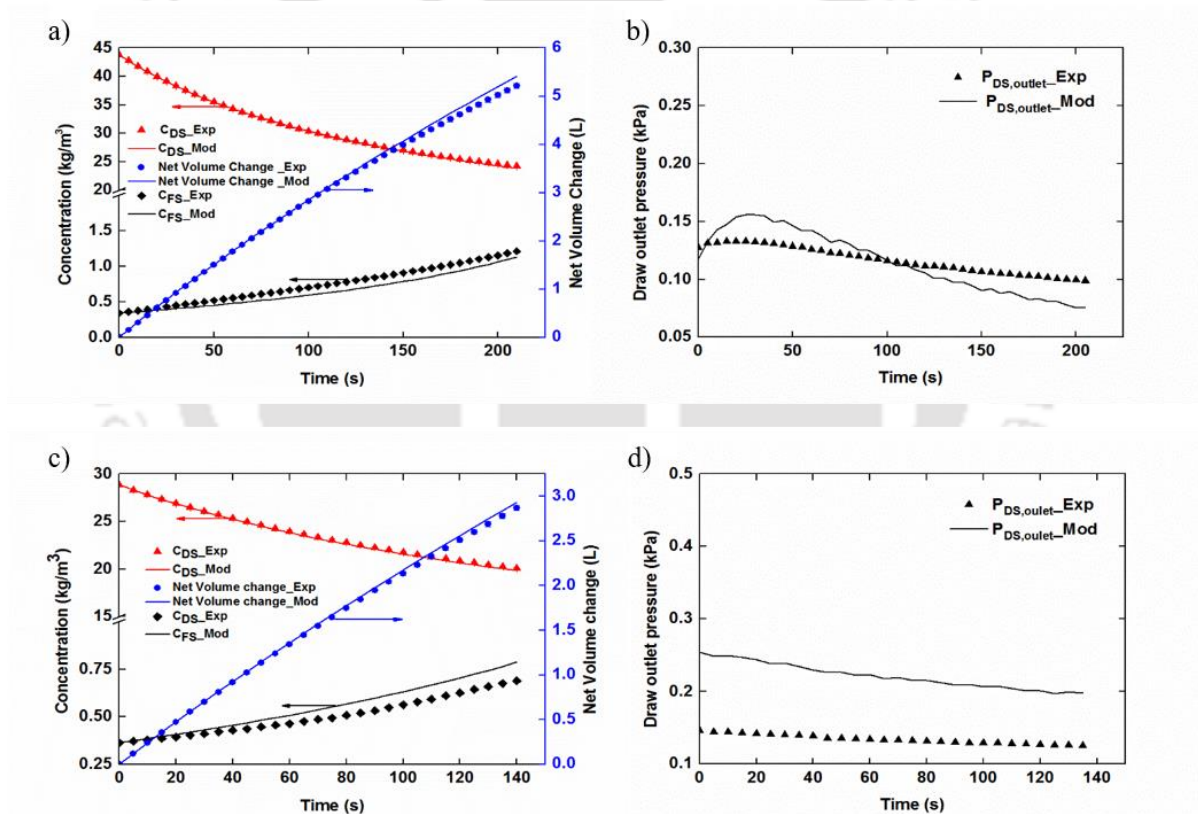 a)
45
40
35
30
25
20
1.5
1.0
0.5
0.0
Concentration (kg/m³)
C_DS_Exp
C_DS_Mod
Net Volume Change _Exp
Net Volume Change _Mod
C_FS_Exp
C_FS_Mod
6
5
4
3
2
1
0
Net Volume Change (L)
0 50 100 150 200
Time (s)
b)
0.30
0.25
0.20
0.15
0.10
0.05
Draw outlet pressure (kPa)
P_DS,outlet_Exp
P_DS,outlet_Mod
0 50 100 150 200
Time (s)
c)
30
25
20
15
0.75
0.50
0.25
Concentration (kg/m³)
C_DS_Exp
C_DS_Mod
Net Volume change_Exp
Net Volume change_Mod
C_DS_Exp
C_FS_Mod
3.0
2.5
2.0
1.5
1.0
0.5
0.0
Net Volume change (L)
0 20 40 60 80 100 120 140
Time (s)
d)
0.5
0.4
0.3
0.2
0.1
Draw outlet pressure (kPa)
P_DS,oulet_Exp
P_DS,oulet_Mod
0 20 40 60 80 100 120 140
Time (s)